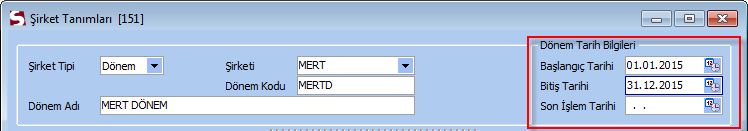 Şirket Tanımları [151]
Şirket Tipi Dönem Şirketi MERT
Dönem Kodu MERTD
Dönem Adı MERT DÖNEM
Dönem Tarih Bilgileri
Başlangıç Tarihi 01.01.2015
Bitiş Tarihi 31.12.2015
Son İşlem Tarihi . .